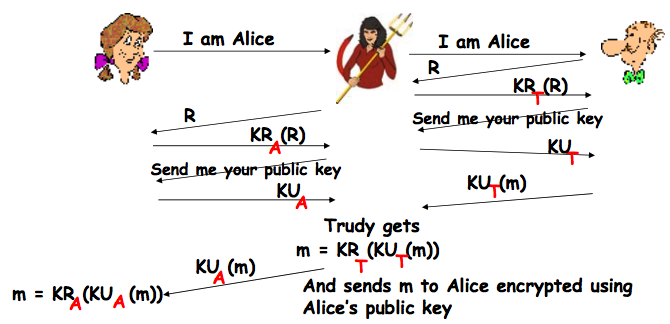 I am Alice
I am Alice
R
KR_T(R)
Send me your public key
R
KR_A(R)
KU_T
Send me your public key
KU_A
KU_T(m)
Trudy gets
m = KR_T(KU_T(m))
KU_A(m)
And sends m to Alice encrypted using
Alice's public key
m = KR_A(KU_A(m))